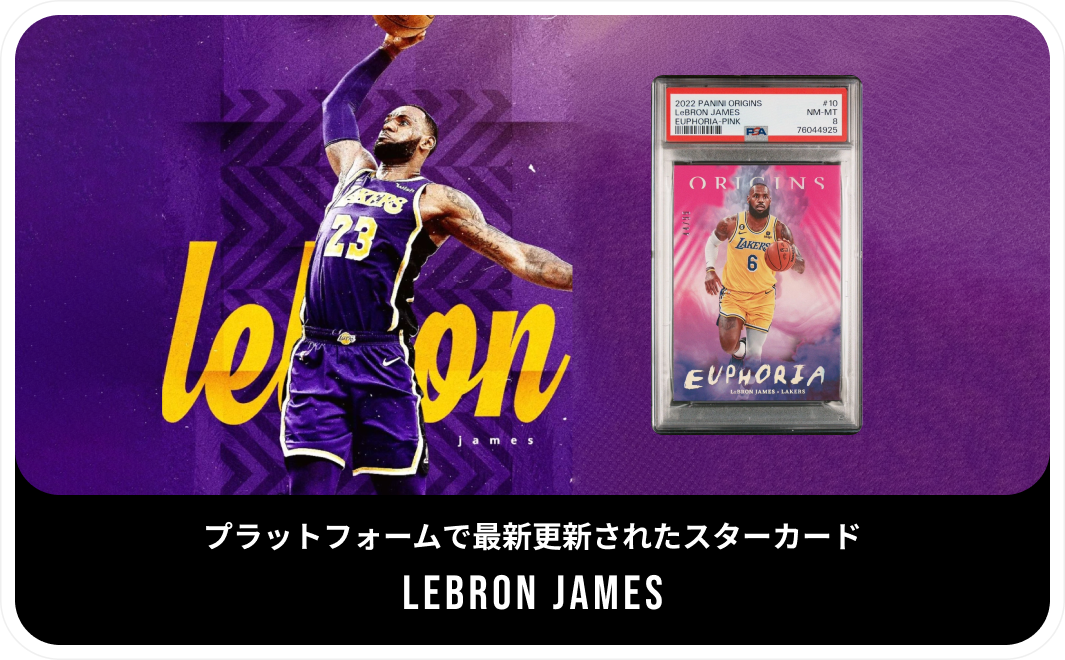 lebron
james
LAKERS
23
2022 PANINI ORIGINS #10
LeBRON JAMES NM-MT
EUPHORIA-PINK 8
PSA 76044925
ORIGINS
LAKERS
6
EUPHORIA
LeBRON JAMES • LAKERS
プラットフォームで最新更新されたスターカード
LEBRON JAMES